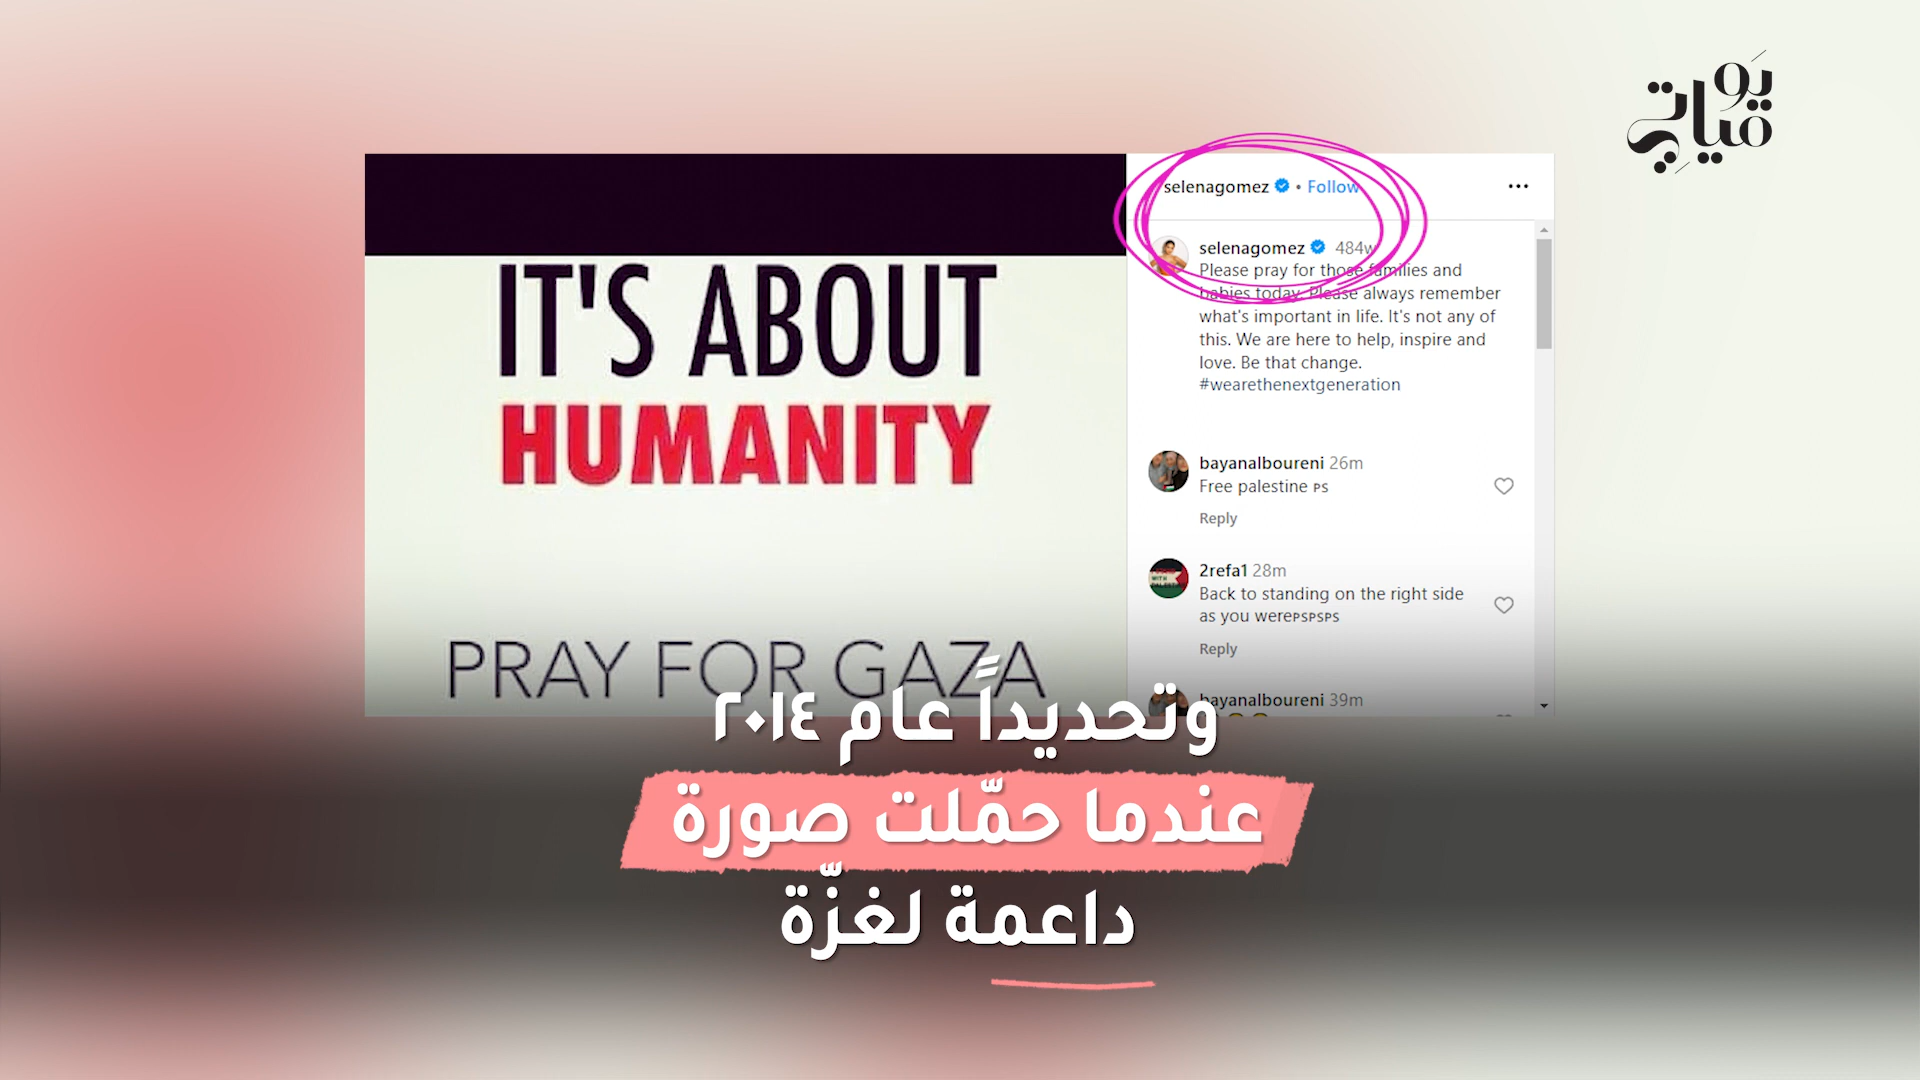 يومياتي
IT'S ABOUT
HUMANITY
PRAY FOR GAZA
selenagomez • Follow
selenagomez 484w
Please pray for those families and
babies today. Please always remember
what's important in life. It's not any of
this. We are here to help, inspire and
love. Be that change.
#wearethenextgeneration
bayanalboureni 26m
Free palestine PS
Reply
2refa1 28m
Back to standing on the right side
as you werePSPSPS
Reply
bayanalboureni 39m
وتحديداً عام ٢٠١٤
عندما حمّلت صورة
داعمة لغزّة